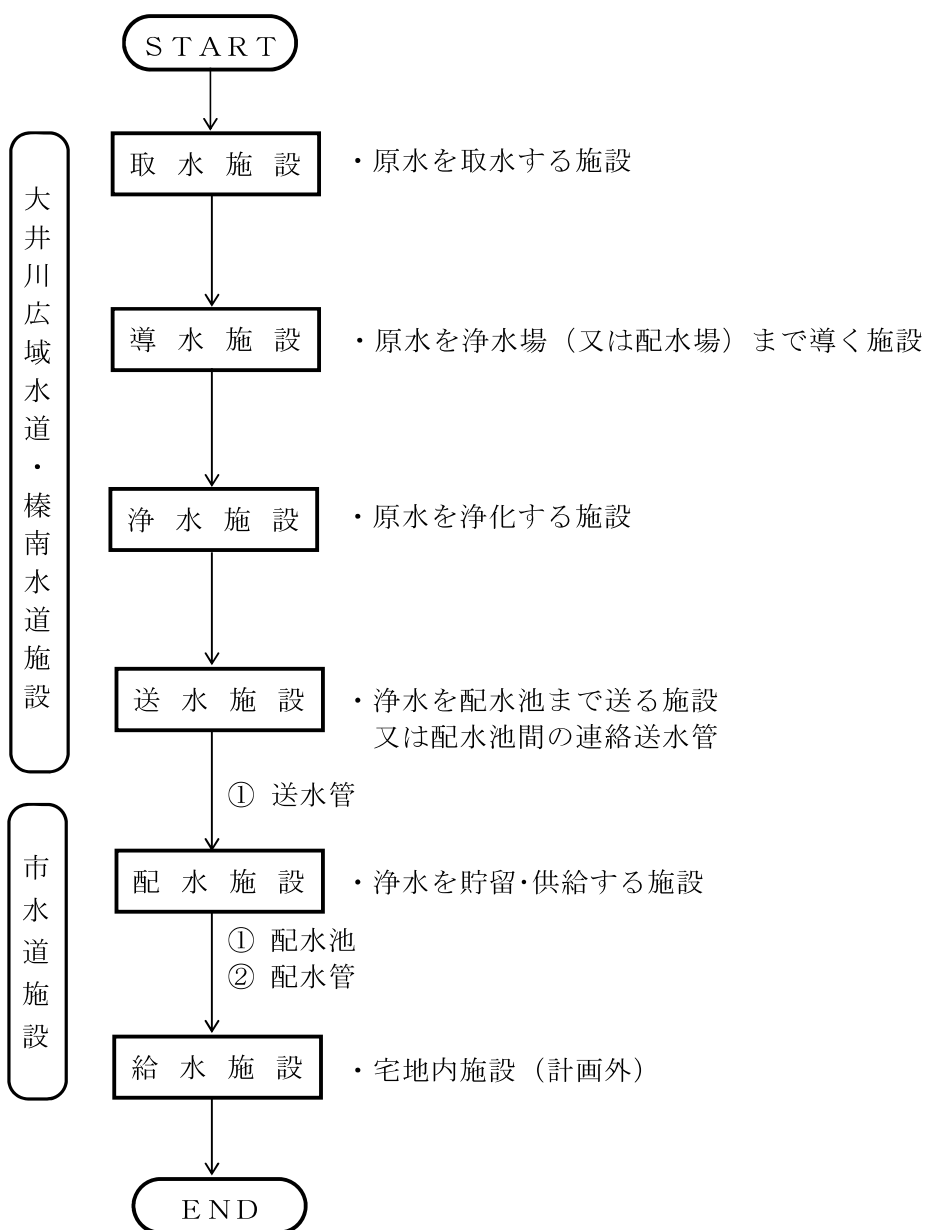 START
取水施設
・原水を取水する施設
導水施設
・原水を浄水場（又は配水場）まで導く施設
浄水施設
・原水を浄化する施設
送水施設
・浄水を配水池まで送る施設
又は配水池間の連絡送水管
① 送水管
大井川広域水道・榛南水道施設
配水施設
・浄水を貯留・供給する施設
① 配水池
② 配水管
給水施設
・宅地内施設（計画外）
市水道施設
END